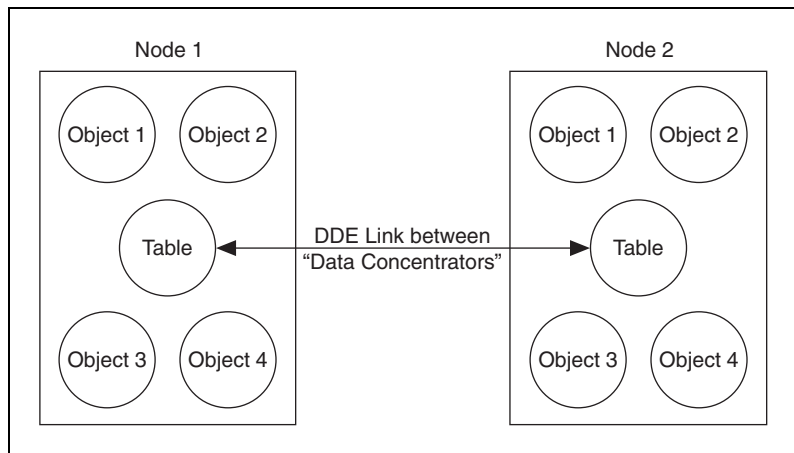 Node 1
Node 2
Object 1
Object 2
Object 1
Object 2
Table
DDE Link between
“Data Concentrators”
Table
Object 3
Object 4
Object 3
Object 4